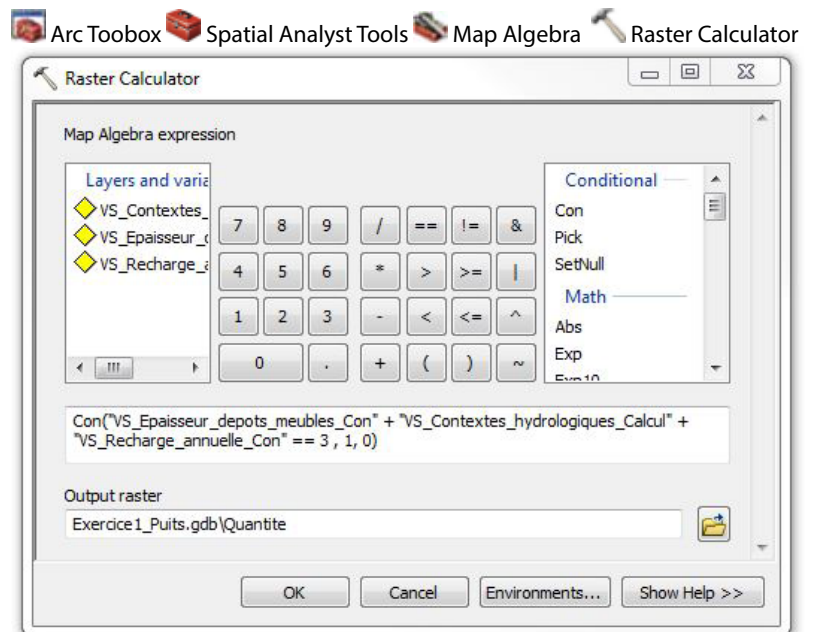 Arc Toobox Spatial Analyst Tools Map Algebra Raster Calculator
Raster Calculator
Map Algebra expression
Layers and varia
VS_Contextes_
VS_Epaisseur_
VS_Recharge_
7 8 9 / == != &
4 5 6 * > >= |
1 2 3 - < <= ^
0 . + ( ) ~
Conditional
Con
Pick
SetNull
Math
Abs
Exp
Exp10
Con("VS_Epaisseur_depots_meubles_Con" + "VS_Contextes_hydrologiques_Calcul" +
"VS_Recharge_annuelle_Con" == 3 , 1, 0)
Output raster
Exercice1_Puits.gdb\Quantite
OK Cancel Environments... Show Help >>